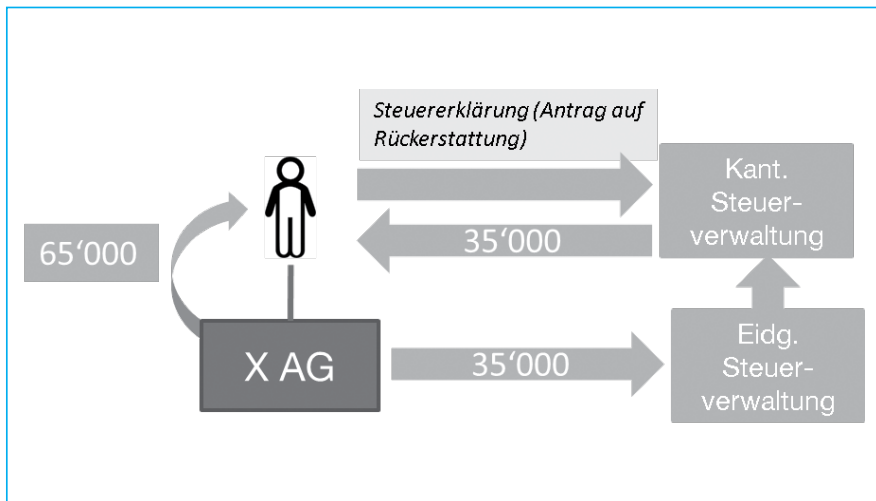 Steuererklärung (Antrag auf
Rückerstattung)
Kant.
Steuer-
verwaltung
65‘000
35‘000
X AG
35‘000
Eidg.
Steuer-
verwaltung